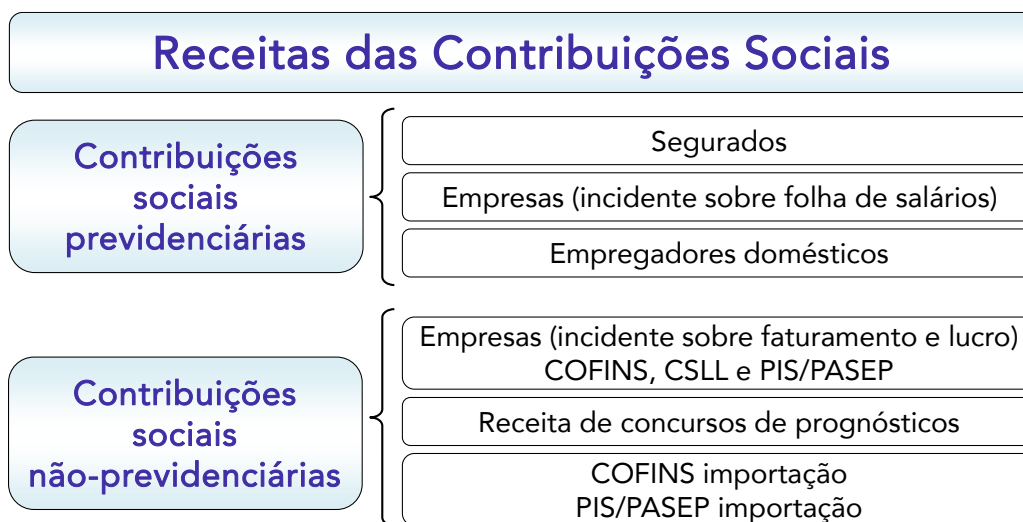 Receitas das Contribuições Sociais
Contribuições
sociais
previdenciárias
Segurados
Empresas (incidente sobre folha de salários)
Empregadores domésticos
Contribuições
sociais
não-previdenciárias
Empresas (incidente sobre faturamento e lucro)
COFINS, CSLL e PIS/PASEP
Receita de concursos de prognósticos
COFINS importação
PIS/PASEP importação